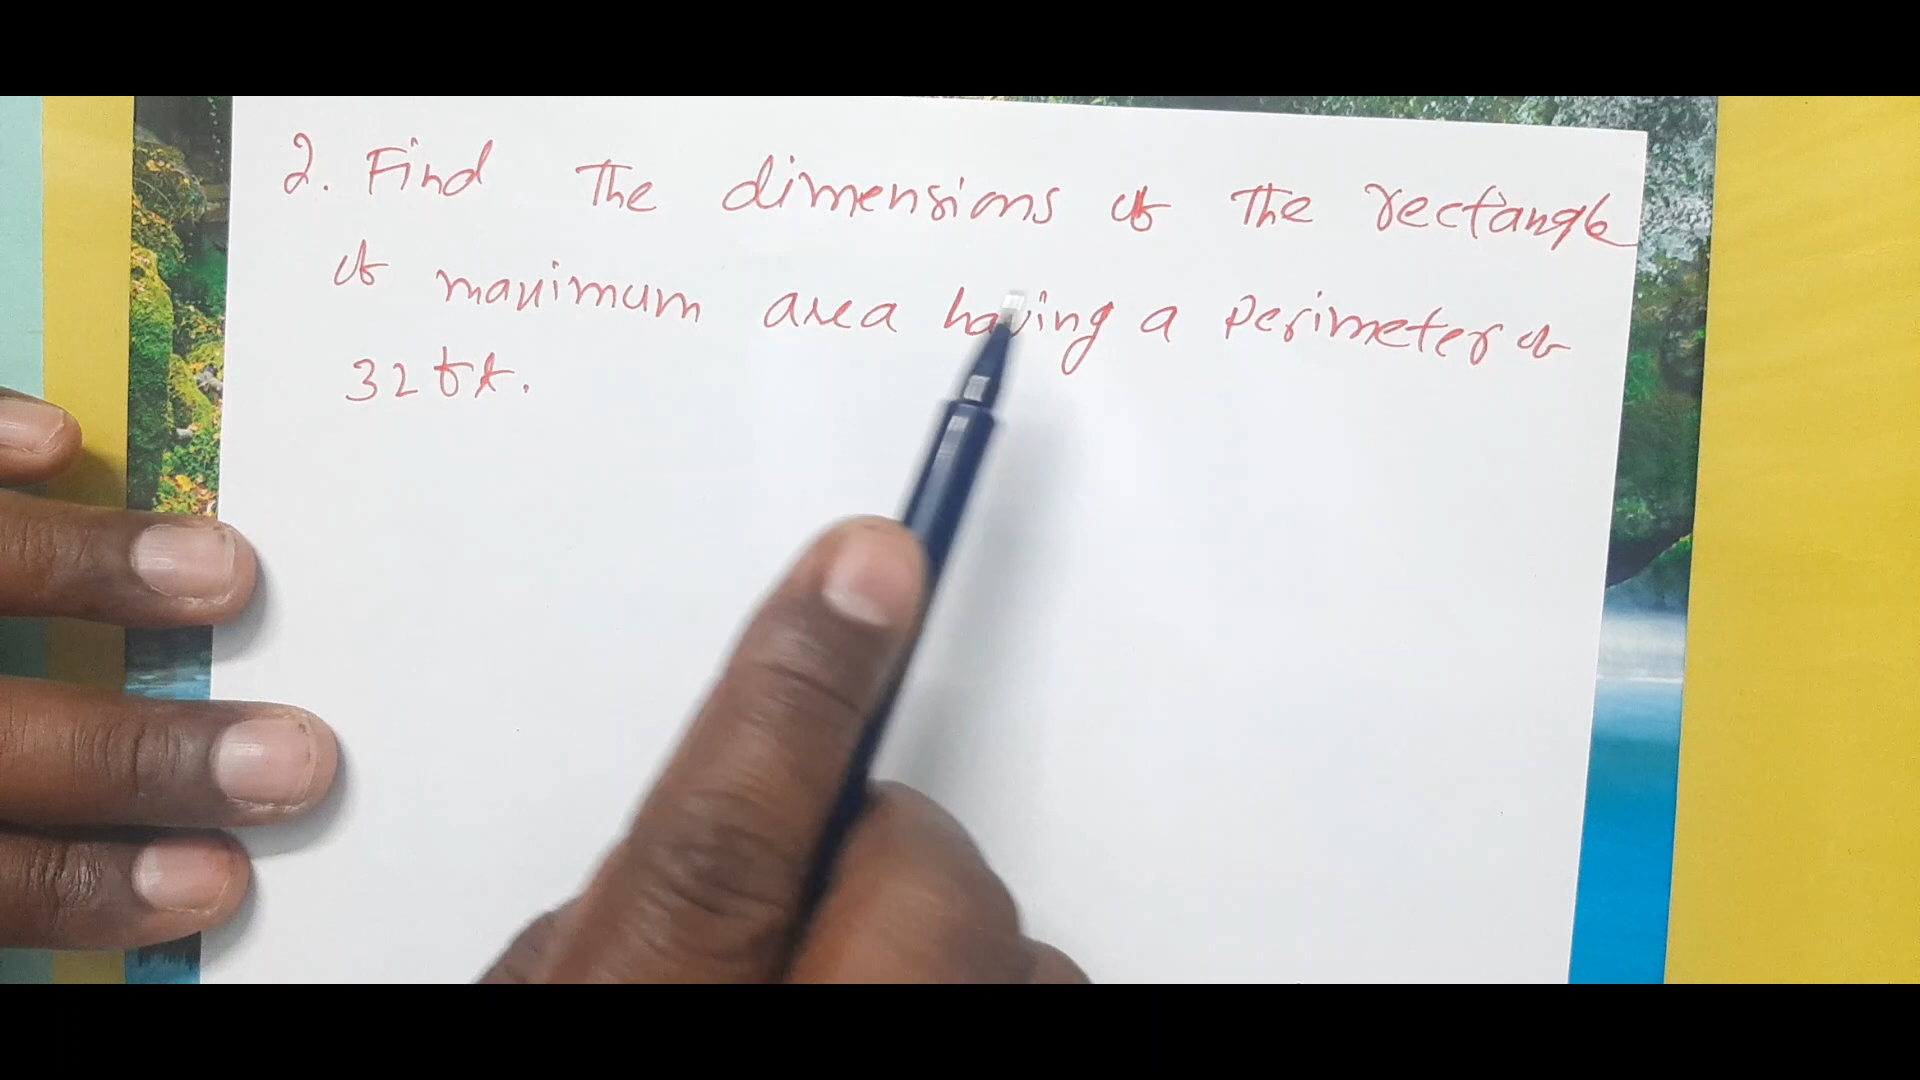 2. Find The dimensions of The rectangle
of maximum area having a Perimeter of
32 ft.